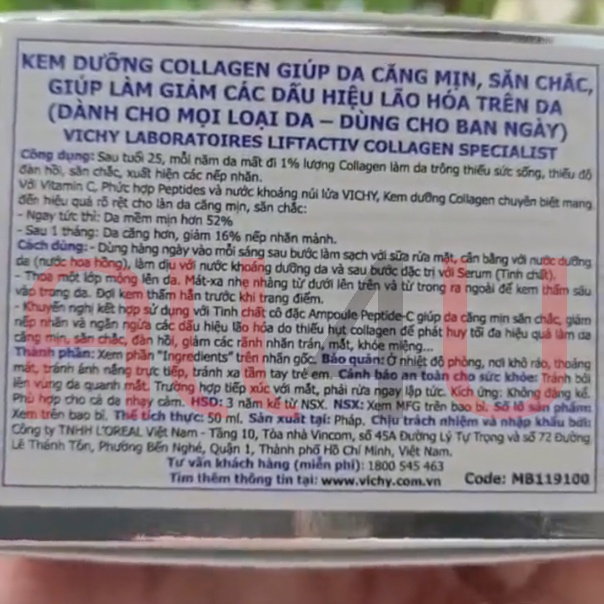 KEM DƯỠNG COLLAGEN GIÚP DA CĂNG MỊN, SĂN CHẮC,
GIÚP LÀM GIẢM CÁC DẤU HIỆU LÃO HÓA TRÊN DA
(DÀNH CHO MỌI LOẠI DA – DÙNG CHO BAN NGÀY)
VICHY LABORATOIRES LIFTACTIV COLLAGEN SPECIALIST
Công dụng: Sau tuổi 25, mỗi năm da mất đi 1% lượng Collagen làm da trông thiếu sức sống, thiếu độ
đàn hồi, săn chắc, xuất hiện các nếp nhăn.
Với Vitamin C, Phức hợp Peptides và nước khoáng núi lửa VICHY, Kem dưỡng Collagen chuyên biệt mang
đến hiệu quả rõ rệt cho làn da căng mịn, săn chắc:
- Ngay tức thì: Da mềm mịn hơn 52%
- Sau 1 tháng: Da căng hơn, giảm 16% nếp nhăn mảnh.
Cách dùng: - Dùng hàng ngày vào mỗi sáng sau bước làm sạch với sữa rửa mặt, cân bằng với nước dưỡng
da (nước hoa hồng), làm dịu với nước khoáng dưỡng da và sau bước đặc trị với Serum (Tinh chất).
- Thoa một lớp mỏng lên da. Mát-xa nhẹ nhàng từ dưới lên trên và từ trong ra ngoài để kem thấm sâu
vào trong da. Đợi kem thấm hẳn trước khi trang điểm.
- Khuyến nghị kết hợp sử dụng với Tinh chất cô đặc Ampoule Peptide-C giúp da căng mịn săn chắc, giảm
nếp nhăn và ngăn ngừa các dấu hiệu lão hóa do thiếu hụt collagen để phát huy tối đa hiệu quả làm da
căng mịn, săn chắc, đàn hồi, giảm các rãnh nhăn trán, mắt, khóe miệng...
Thành phần: Xem phần "Ingredients" trên nhãn gốc. Bảo quản: Ở nhiệt độ phòng, nơi khô ráo, thoáng
mát, tránh ánh nắng trực tiếp, tránh xa tầm tay trẻ em. Cảnh báo an toàn cho sức khỏe: Tránh bôi
lên vùng da quanh mắt. Trường hợp tiếp xúc với mắt, phải rửa ngay lập tức. Kích ứng: Không đáng kể.
Phù hợp cho cả da nhạy cảm. HSD: 3 năm kể từ NSX. NSX: Xem MFG trên bao bì. Số lô sản phẩm:
Xem trên bao bì. Thể tích thực: 50 ml. Sản xuất tại: Pháp. Chịu trách nhiệm và nhập khẩu bởi:
Công ty TNHH L'OREAL Việt Nam - Tầng 10, Tòa nhà Vincom, số 45A Đường Lý Tự Trọng và số 72 Đường
Lê Thánh Tôn, Phường Bến Nghé, Quận 1, Thành phố Hồ Chí Minh, Việt Nam.
Tư vấn khách hàng (miễn phí): 1800 545 463
Tìm thêm thông tin tại: www.vichy.com.vn Code: MB119100